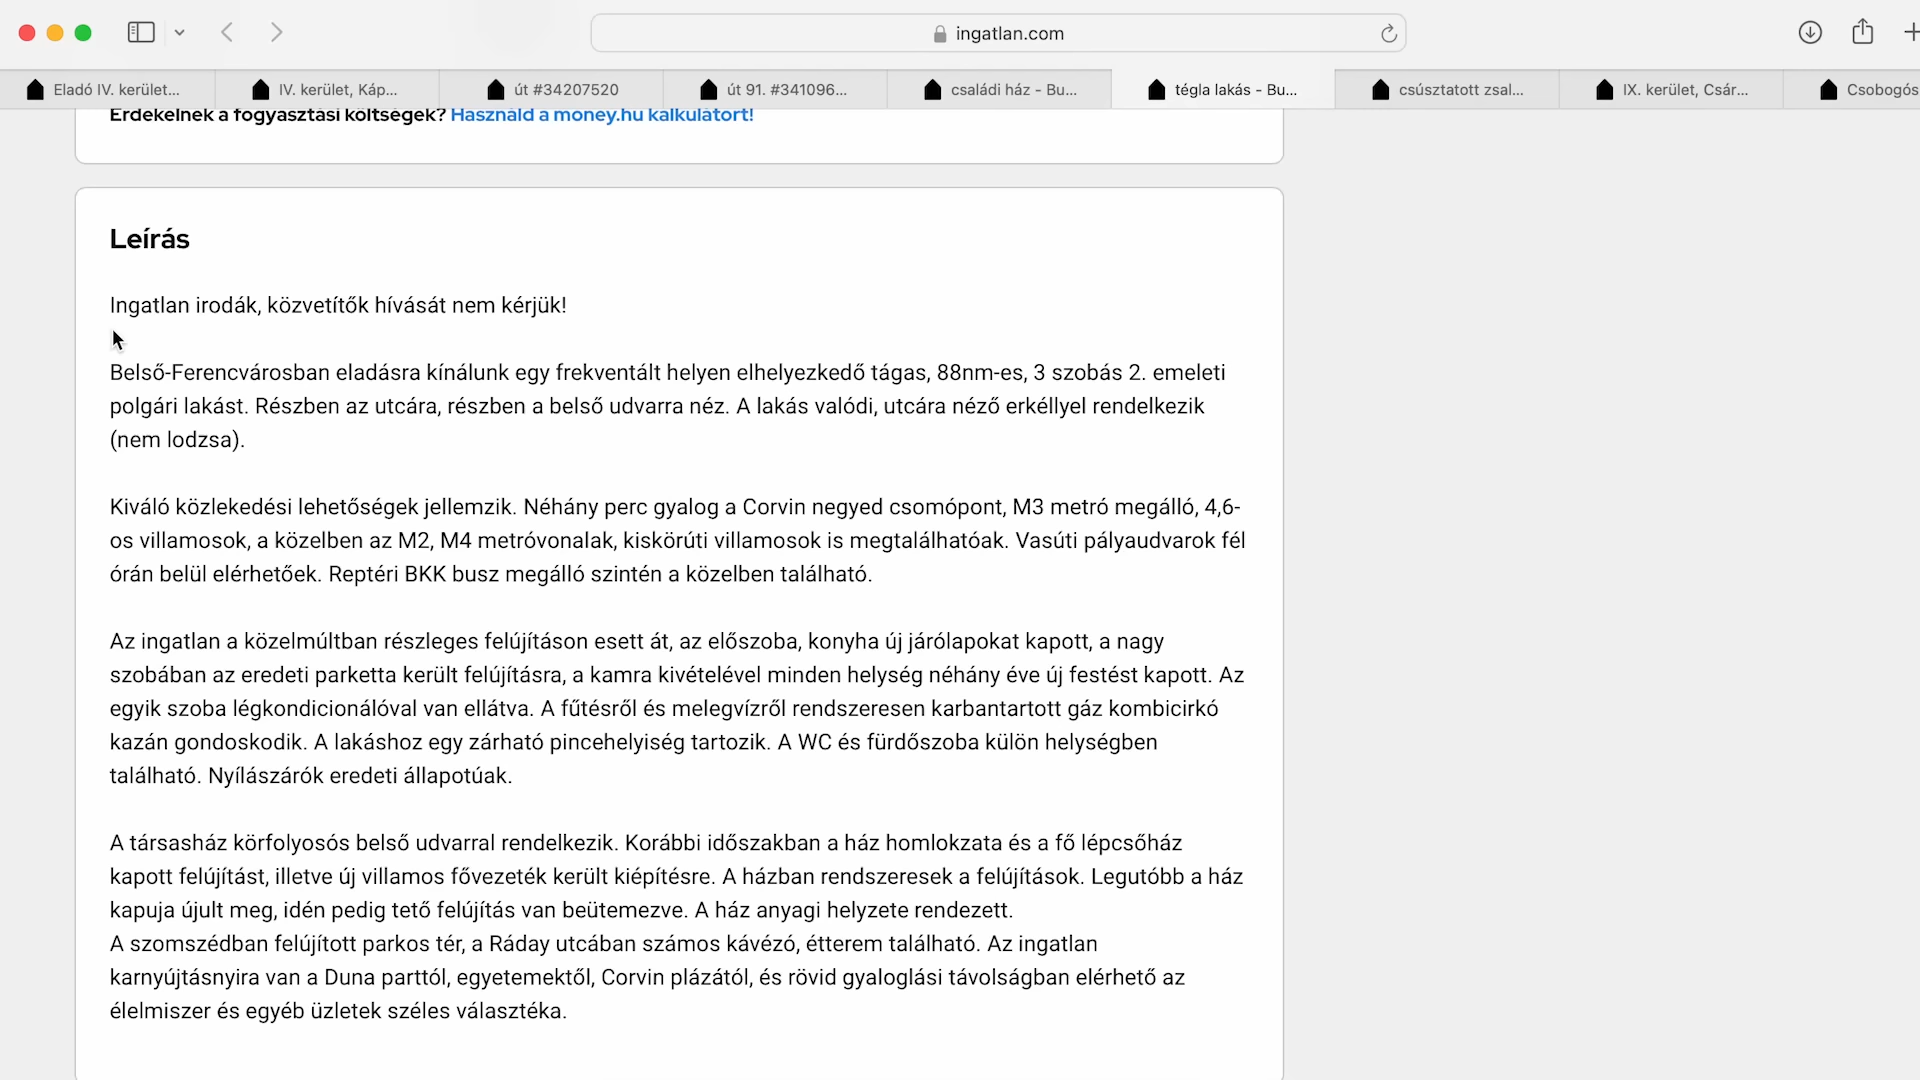 ingatlan.com
Eladó IV. kerület...
IV. kerület, Káp...
út #34207520
út 91. #341096...
családi ház - Bu...
tégla lakás - Bu...
csúsztatott zsal...
IX. kerület, Csár...
Csobogós
Érdekelnek a fogyasztási költségek? Használd a money.hu kalkulátort!
Leírás
Ingatlan irodák, közvetítők hívását nem kérjük!
Belső-Ferencvárosban eladásra kínálunk egy frekventált helyen elhelyezkedő tágas, 88nm-es, 3 szobás 2. emeleti
polgári lakást. Részben az utcára, részben a belső udvarra néz. A lakás valódi, utcára néző erkéllyel rendelkezik
(nem lodzsa).
Kiváló közlekedési lehetőségek jellemzik. Néhány perc gyalog a Corvin negyed csomópont, M3 metró megálló, 4,6-
os villamosok, a közelben az M2, M4 metróvonalak, kiskörúti villamosok is megtalálhatóak. Vasúti pályaudvarok fél
órán belül elérhetőek. Reptéri BKK busz megálló szintén a közelben található.
Az ingatlan a közelmúltban részleges felújításon esett át, az előszoba, konyha új járólapokat kapott, a nagy
szobában az eredeti parketta került felújításra, a kamra kivételével minden helység néhány éve új festést kapott. Az
egyik szoba légkondicionálóval van ellátva. A fűtésről és melegvízről rendszeresen karbantartott gáz kombicirkó
kazán gondoskodik. A lakáshoz egy zárható pincehelyiség tartozik. A WC és fürdőszoba külön helységben
található. Nyílászárók eredeti állapotúak.
A társasház körfolyosós belső udvarral rendelkezik. Korábbi időszakban a ház homlokzata és a fő lépcsőház
kapott felújítást, illetve új villamos fővezeték került kiépítésre. A házban rendszeresek a felújítások. Legutóbb a ház
kapuja újult meg, idén pedig tető felújítás van beütemezve. A ház anyagi helyzete rendezett.
A szomszédban felújított parkos tér, a Ráday utcában számos kávézó, étterem található. Az ingatlan
karnyújtásnyira van a Duna parttól, egyetemektől, Corvin plázától, és rövid gyaloglási távolságban elérhető az
élelmiszer és egyéb üzletek széles választéka.